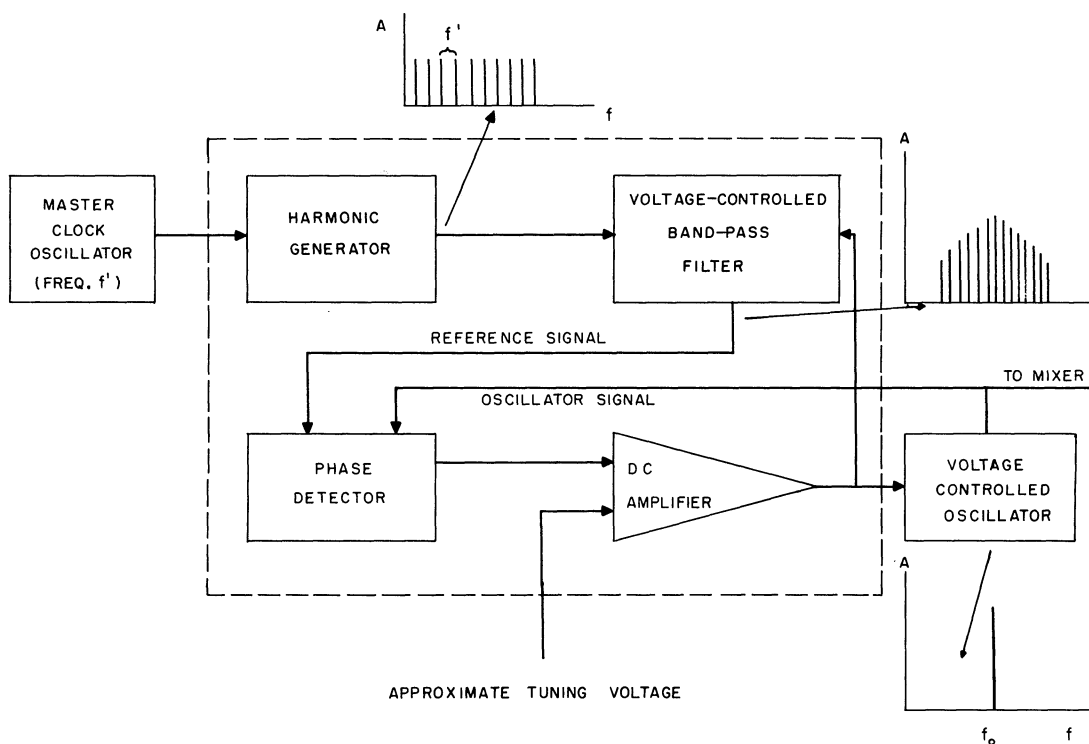 A
f'
f
MASTER
CLOCK
OSCILLATOR
(FREQ. f')
HARMONIC
GENERATOR
VOLTAGE-CONTROLLED
BAND-PASS
FILTER
A
REFERENCE SIGNAL
TO MIXER
OSCILLATOR SIGNAL
PHASE
DETECTOR
DC
AMPLIFIER
VOLTAGE
CONTROLLED
OSCILLATOR
A
APPROXIMATE TUNING VOLTAGE
fo f